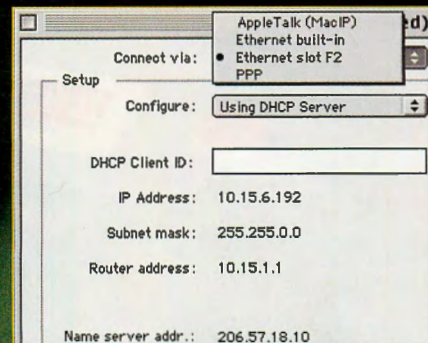 AppleTalk (MacIP)
ed)
Ethernet built-in
Connect via:
• Ethernet slot F2
PPP
Setup
Configure: Using DHCP Server
DHCP Client ID:
IP Address: 10.15.6.192
Subnet mask: 255.255.0.0
Router address: 10.15.1.1
Name server addr.: 206.57.18.10